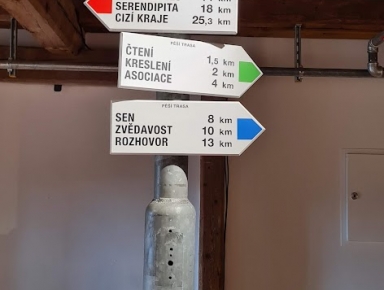 SERENDIPITA 18 km
CIZÍ KRAJE 25,3 km
PĚŠÍ TRASA
ČTENÍ 1,5 km
KRESLENÍ 2 km
ASOCIACE 4 km
PĚŠÍ TRASA
SEN 8 km
ZVĚDAVOST 10 km
ROZHOVOR 13 km